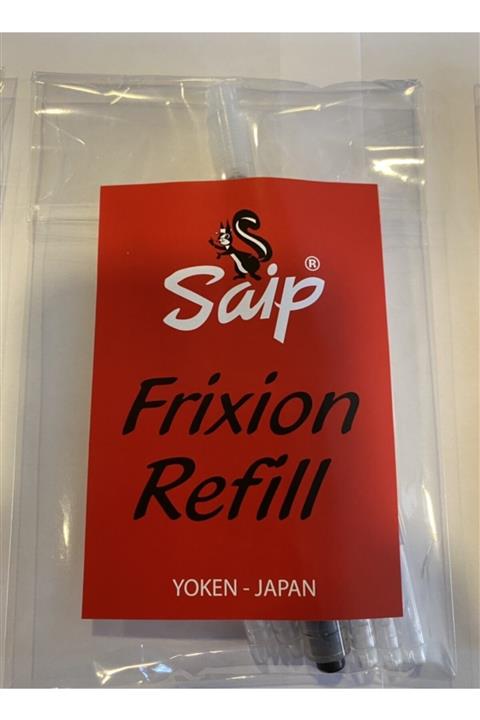 Saip®
Frixion
Refill
YOKEN - JAPAN